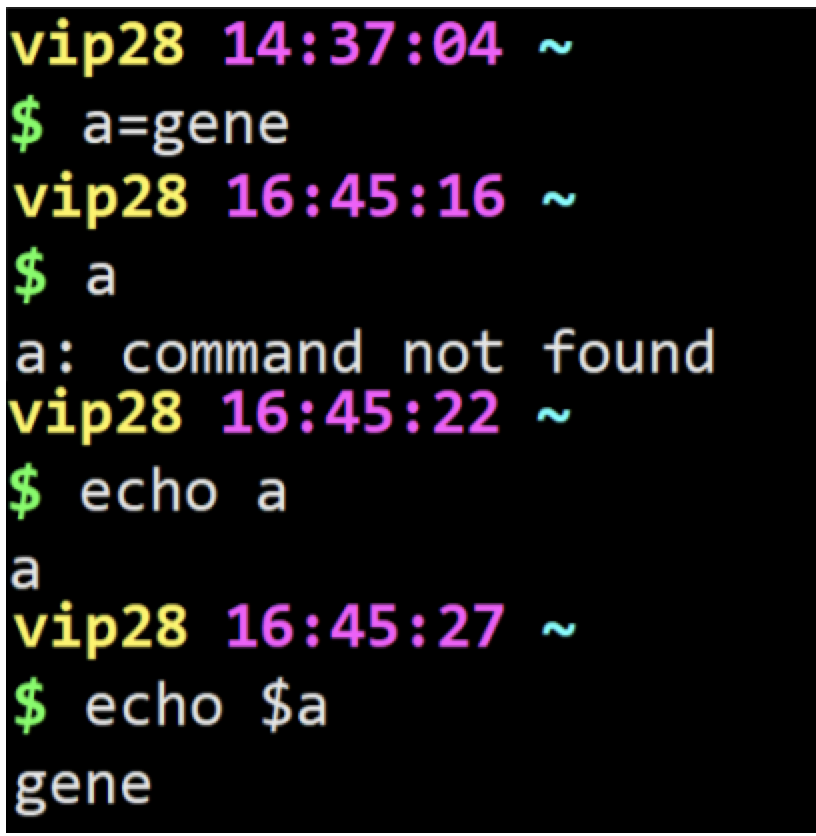 vip28 14:37:04 ~
$ a=gene
vip28 16:45:16 ~
$ a
a: command not found
vip28 16:45:22 ~
$ echo a
a
vip28 16:45:27 ~
$ echo $a
gene